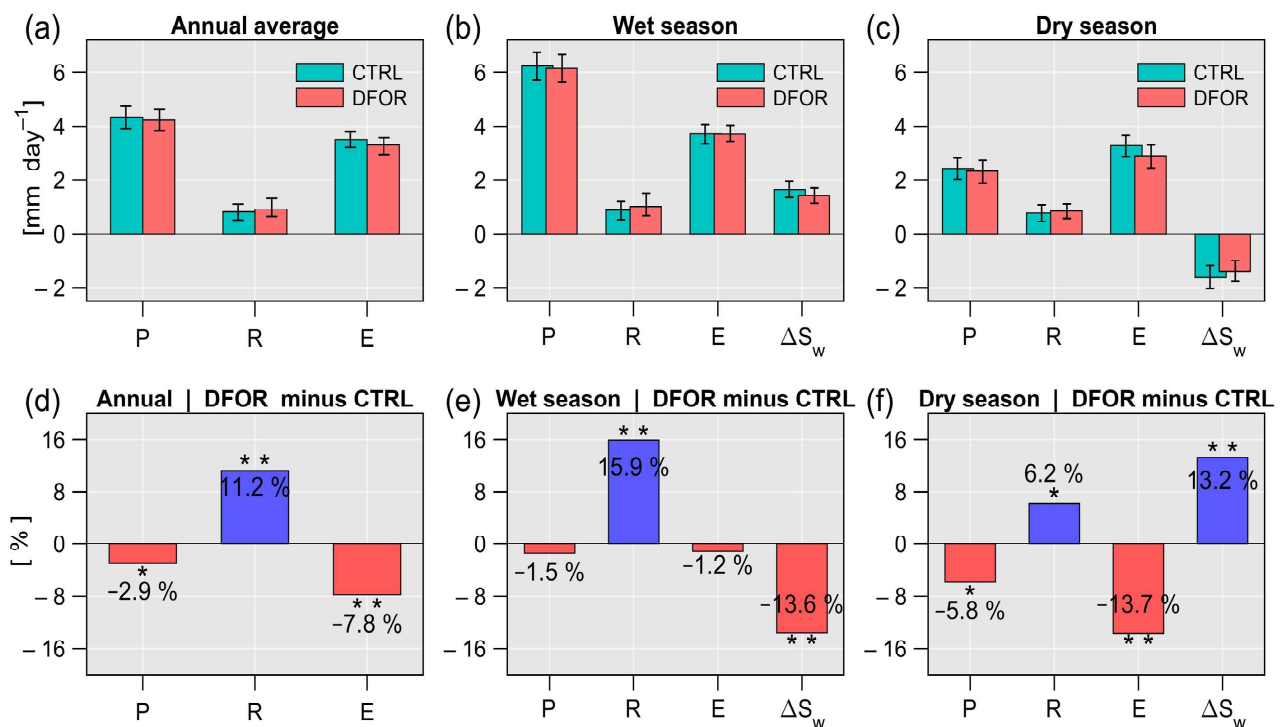 (a) Annual average
(b) Wet season
(c) Dry season
[mm day⁻¹]
6
4
2
0
−2
CTRL
DFOR
P R E
6
4
2
0
−2
CTRL
DFOR
P R E ΔS_w
6
4
2
0
−2
CTRL
DFOR
P R E ΔS_w
(d) Annual | DFOR minus CTRL
(e) Wet season | DFOR minus CTRL
(f) Dry season | DFOR minus CTRL
[%]
16
8
0
−8
−16
* *
11.2 %
*
−2.9 %
* *
−7.8 %
P R E
16
8
0
−8
−16
* *
15.9 %
−1.5 %
−1.2 %
−13.6 %
* *
P R E ΔS_w
16
8
0
−8
−16
6.2 %
*
* *
13.2 %
*
−5.8 %
−13.7 %
* *
P R E ΔS_w